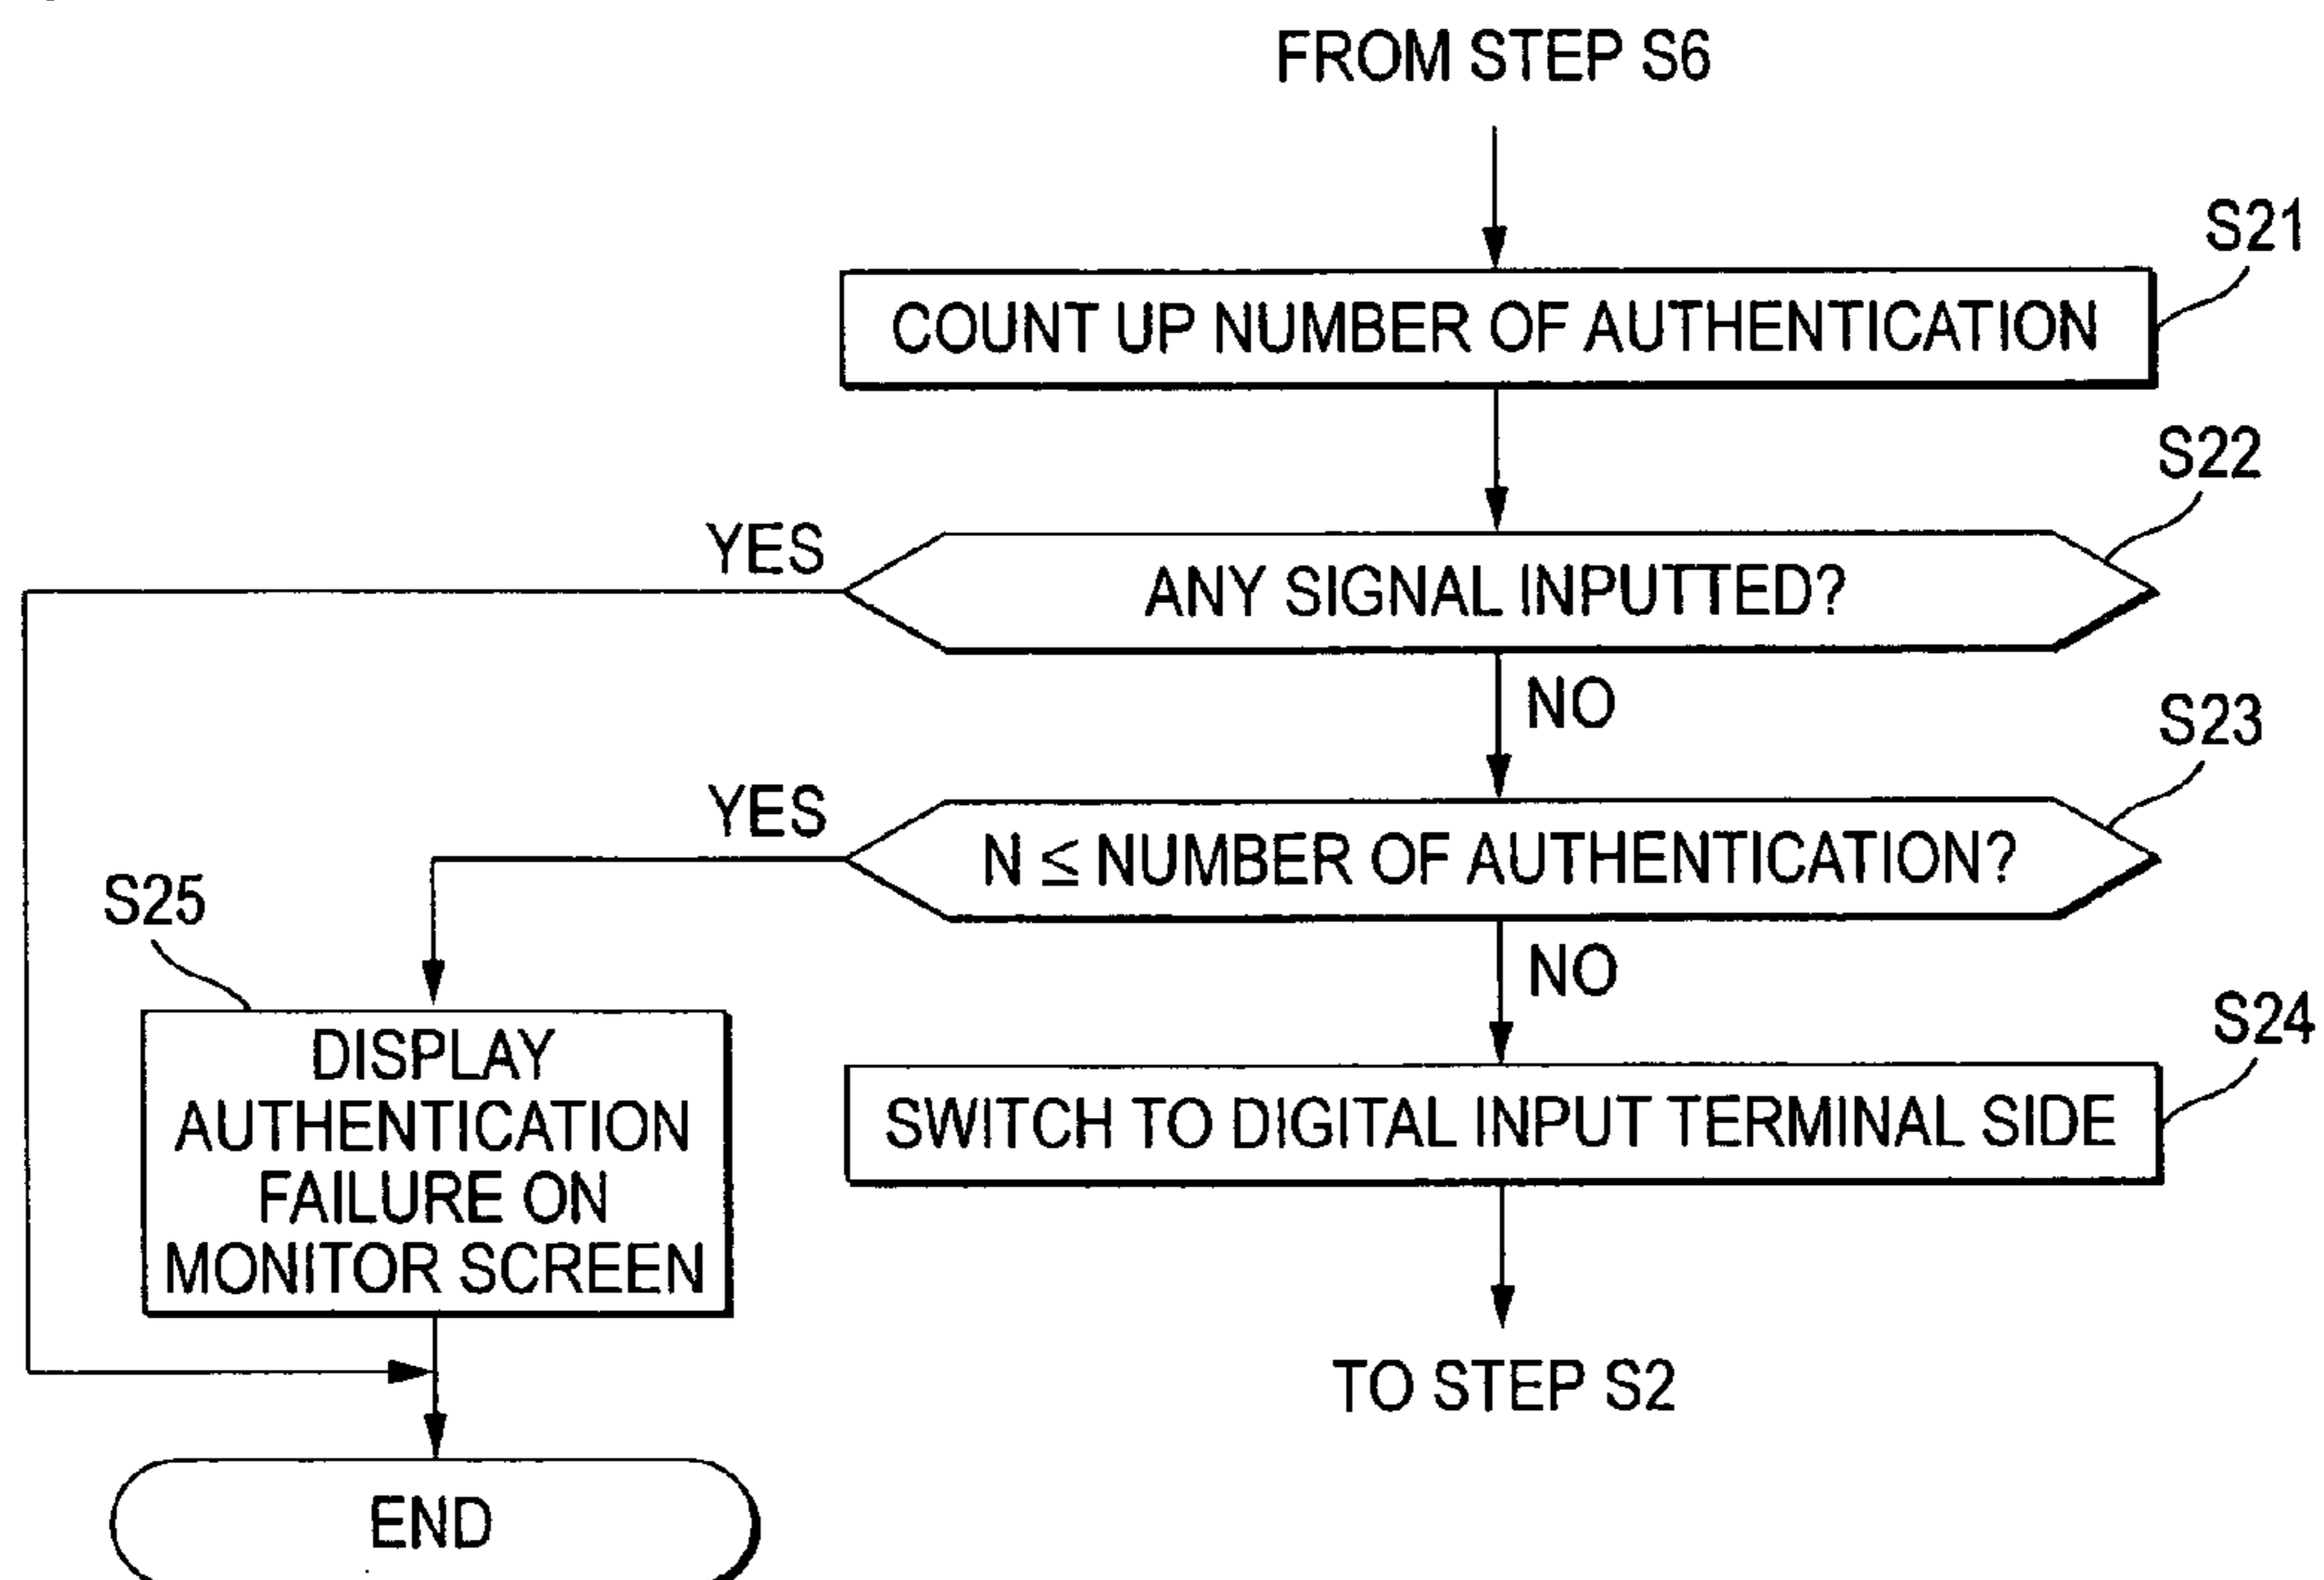 FROM STEP S6
S21
COUNT UP NUMBER OF AUTHENTICATION
S22
YES
ANY SIGNAL INPUTTED?
NO
S23
YES
N ≤ NUMBER OF AUTHENTICATION?
S25
NO
S24
DISPLAY
AUTHENTICATION
FAILURE ON
MONITOR SCREEN
SWITCH TO DIGITAL INPUT TERMINAL SIDE
TO STEP S2
END